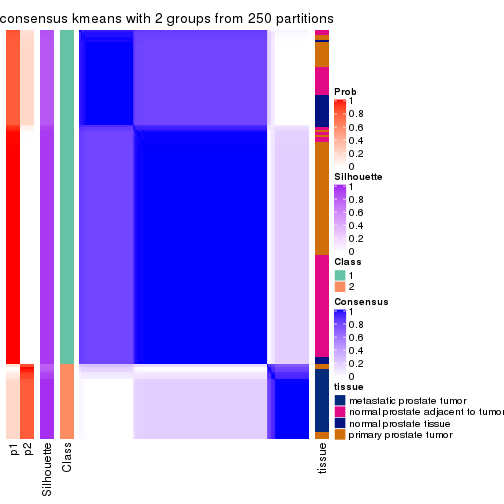 consensus kmeans with 2 groups from 250 partitions
Prob
1
0.8
0.6
0.4
0.2
0
Silhouette
1
0.8
0.6
0.4
0.2
0
Class
1
2
Consensus
1
0.8
0.6
0.4
0.2
0
tissue
metastatic prostate tumor
normal prostate adjacent to tumor
normal prostate tissue
primary prostate tumor
p1
p2
Silhouette
Class
tissue